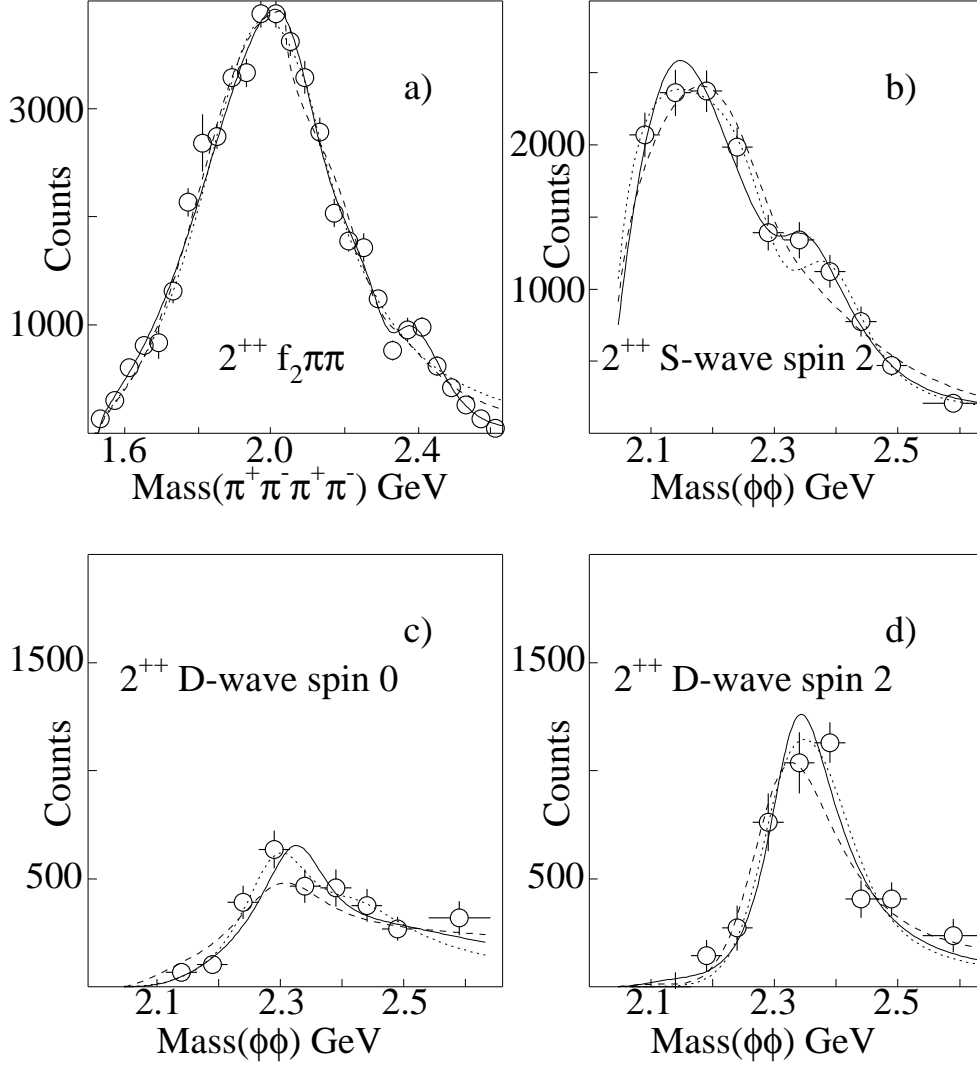 a)
3000
Counts
1000
2⁺⁺ f₂ππ
1.6 2.0 2.4
Mass(π⁺π⁻π⁺π⁻) GeV
b)
2000
Counts
1000
2⁺⁺ S-wave spin 2
2.1 2.3 2.5
Mass(ϕϕ) GeV
c)
1500
2⁺⁺ D-wave spin 0
Counts
500
2.1 2.3 2.5
Mass(ϕϕ) GeV
d)
1500
2⁺⁺ D-wave spin 2
Counts
500
2.1 2.3 2.5
Mass(ϕϕ) GeV